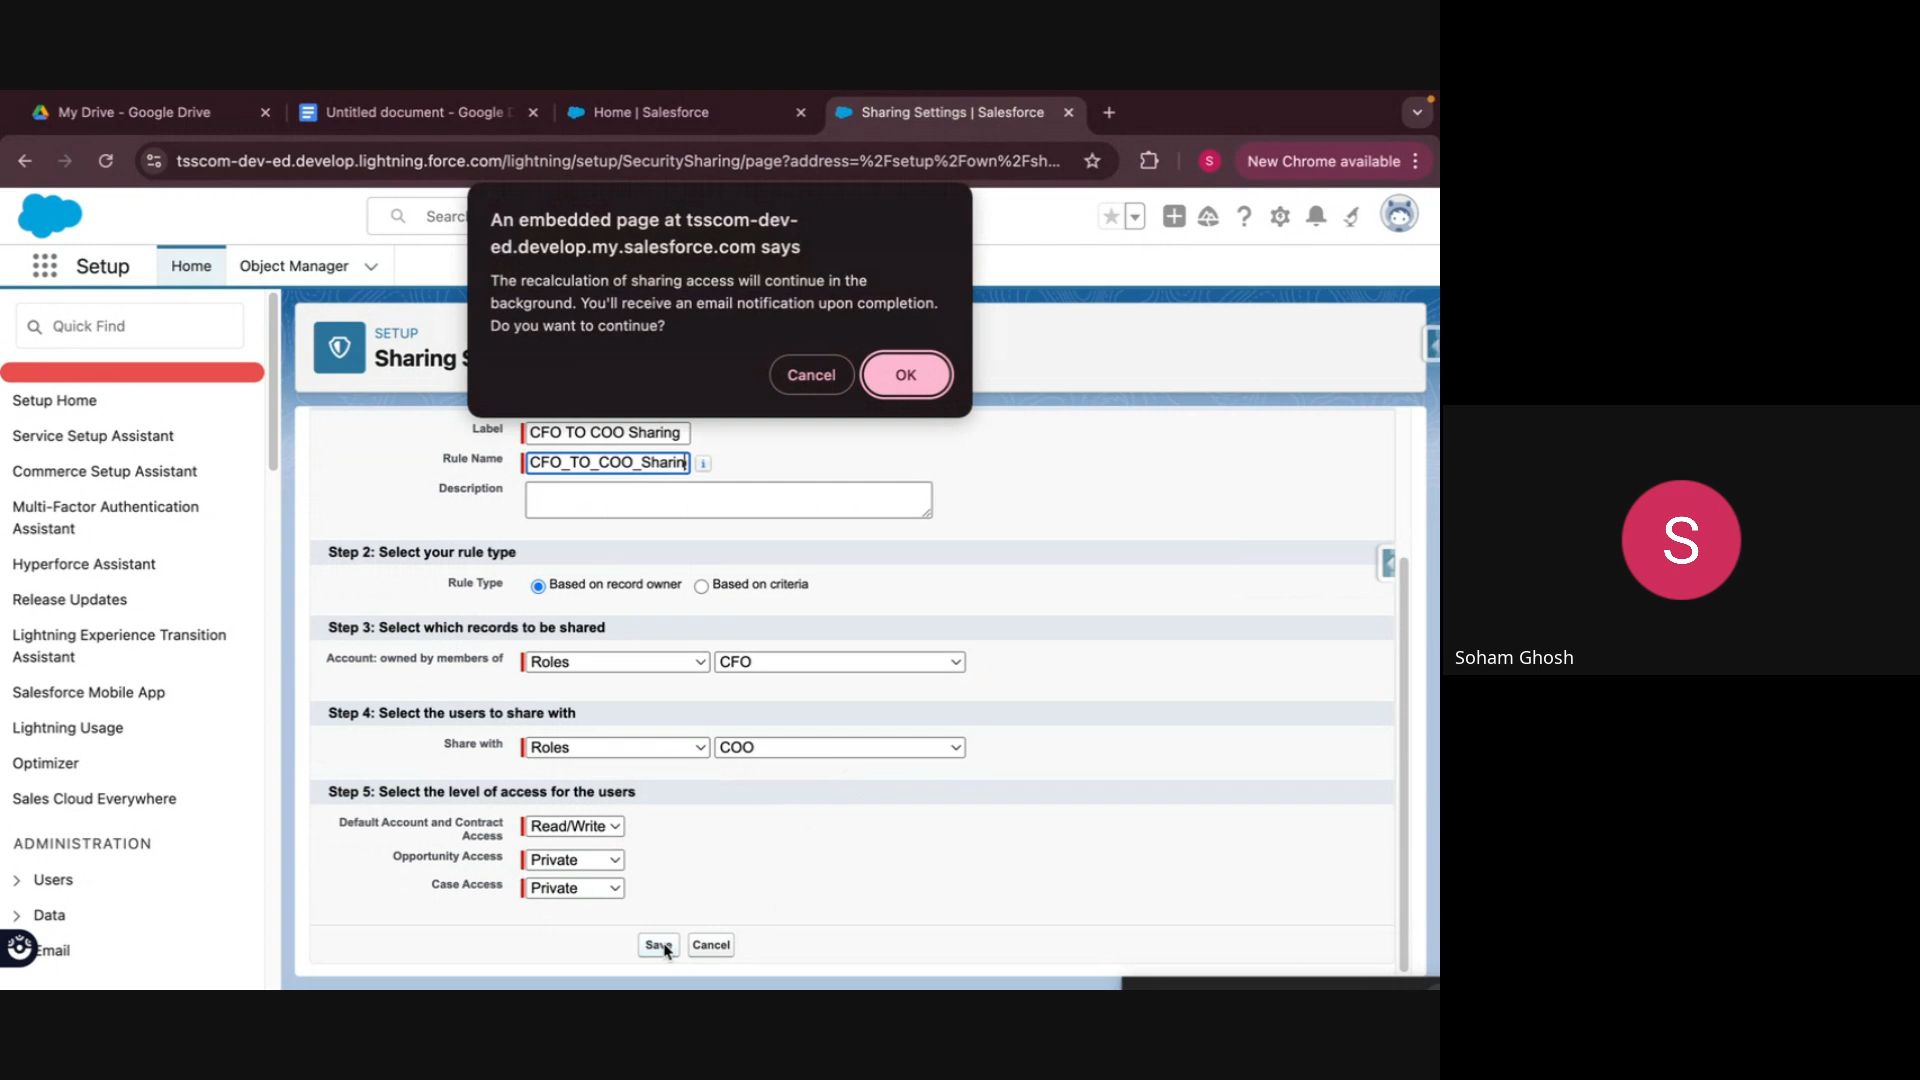 My Drive - Google Drive
Untitled document - Google D
Home | Salesforce
Sharing Settings | Salesforce
tsscom-dev-ed.develop.lightning.force.com/lightning/setup/SecuritySharing/page?address=%2Fsetup%2Fown%2Fsh...
S
New Chrome available
An embedded page at tsscom-dev-
ed.develop.my.salesforce.com says
The recalculation of sharing access will continue in the
background. You'll receive an email notification upon completion.
Do you want to continue?
Cancel
OK
Searc
Setup
Home
Object Manager
Quick Find
Setup Home
Service Setup Assistant
Commerce Setup Assistant
Multi-Factor Authentication
Assistant
Hyperforce Assistant
Release Updates
Lightning Experience Transition
Assistant
Salesforce Mobile App
Lightning Usage
Optimizer
Sales Cloud Everywhere
ADMINISTRATION
Users
Data
Email
SETUP
Sharing S
Label
CFO TO COO Sharing
Rule Name
CFO_TO_COO_Sharin
i
Description
Step 2: Select your rule type
Rule Type
Based on record owner
Based on criteria
Step 3: Select which records to be shared
Account: owned by members of
Roles
CFO
Step 4: Select the users to share with
Share with
Roles
COO
Step 5: Select the level of access for the users
Default Account and Contract
Access
Read/Write
Opportunity Access
Private
Case Access
Private
Save
Cancel
S
Soham Ghosh